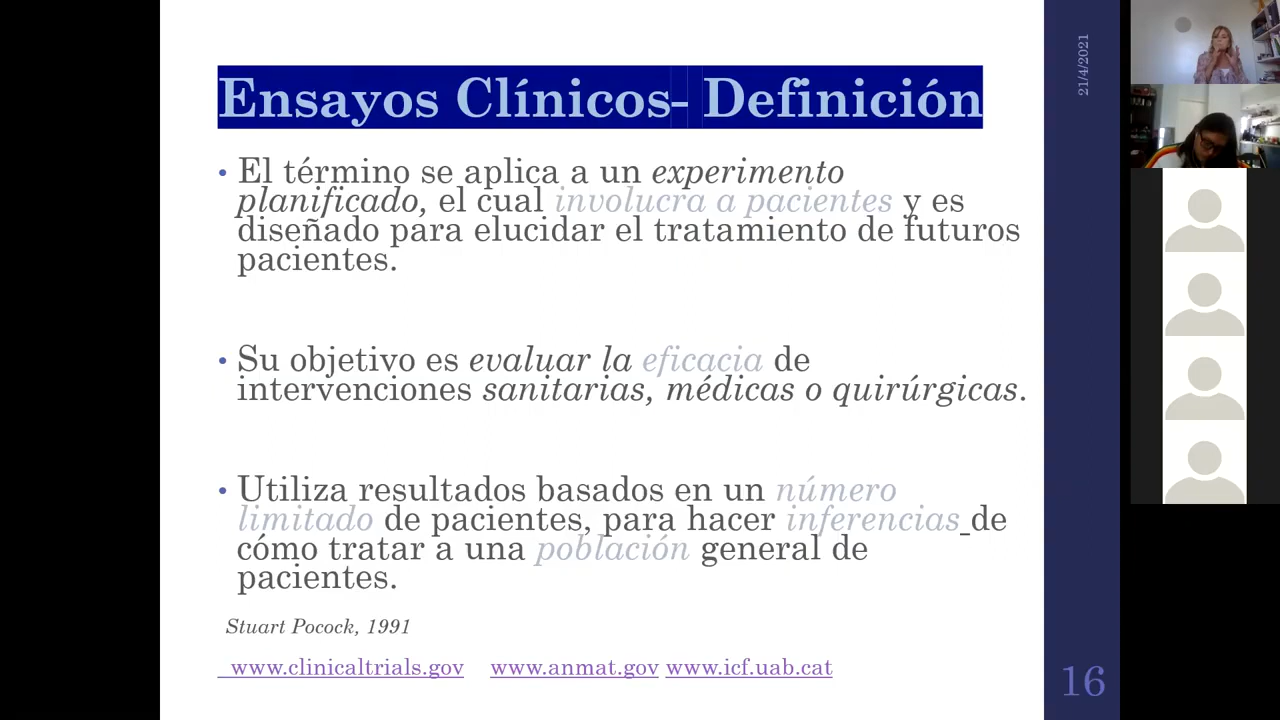 Ensayos Clínicos- Definición
• El término se aplica a un experimento
planificado, el cual involucra a pacientes y es
diseñado para elucidar el tratamiento de futuros
pacientes.
• Su objetivo es evaluar la eficacia de
intervenciones sanitarias, médicas o quirúrgicas.
• Utiliza resultados basados en un número
limitado de pacientes, para hacer inferencias de
cómo tratar a una población general de
pacientes.
Stuart Pocock, 1991
www.clinicaltrials.gov www.anmat.gov www.icf.uab.cat
21/4/2021
16